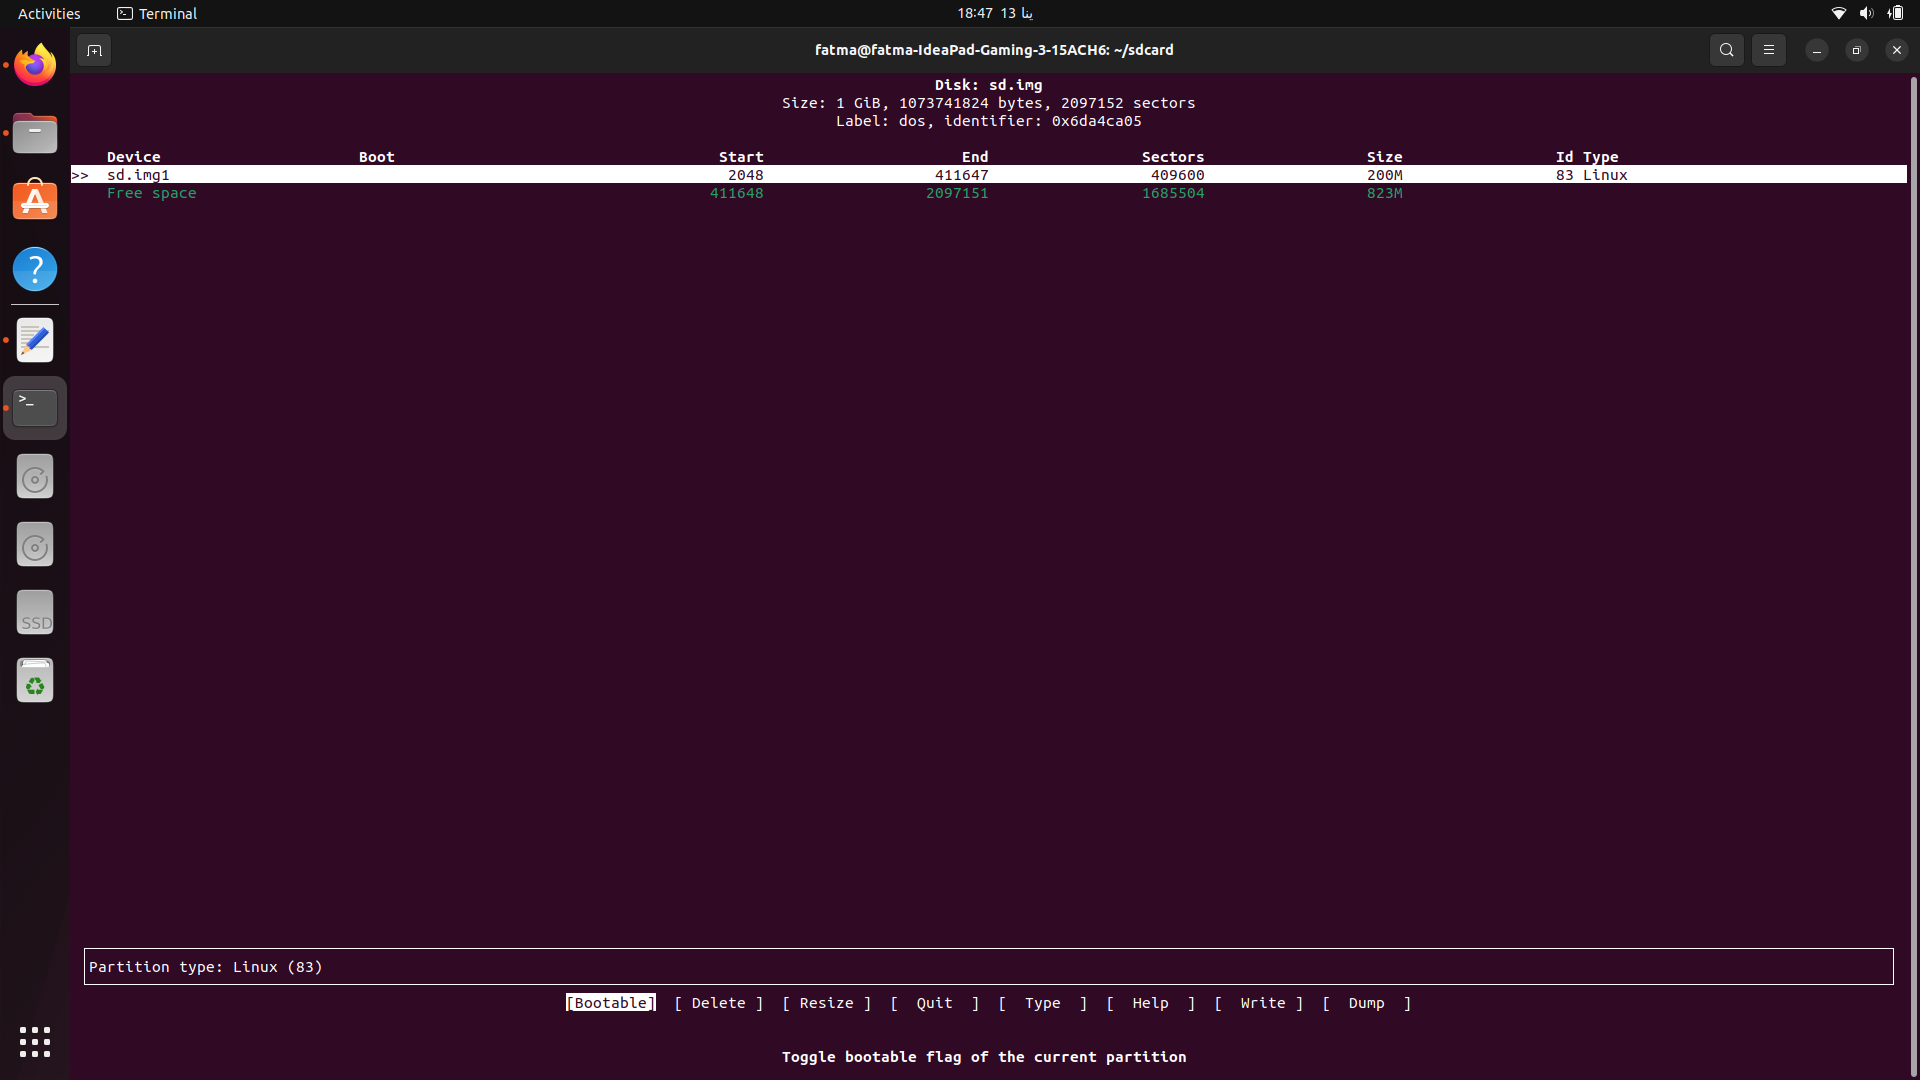 Activities Terminal 18:47 13 ينا
fatma@fatma-IdeaPad-Gaming-3-15ACH6: ~/sdcard
Disk: sd.img
Size: 1 GiB, 1073741824 bytes, 2097152 sectors
Label: dos, identifier: 0x6da4ca05
Device Boot Start End Sectors Size Id Type
>> sd.img1 2048 411647 409600 200M 83 Linux
Free space 411648 2097151 1685504 823M
>_
SSD
Partition type: Linux (83)
[Bootable] [ Delete ] [ Resize ] [ Quit ] [ Type ] [ Help ] [ Write ] [ Dump ]
Toggle bootable flag of the current partition